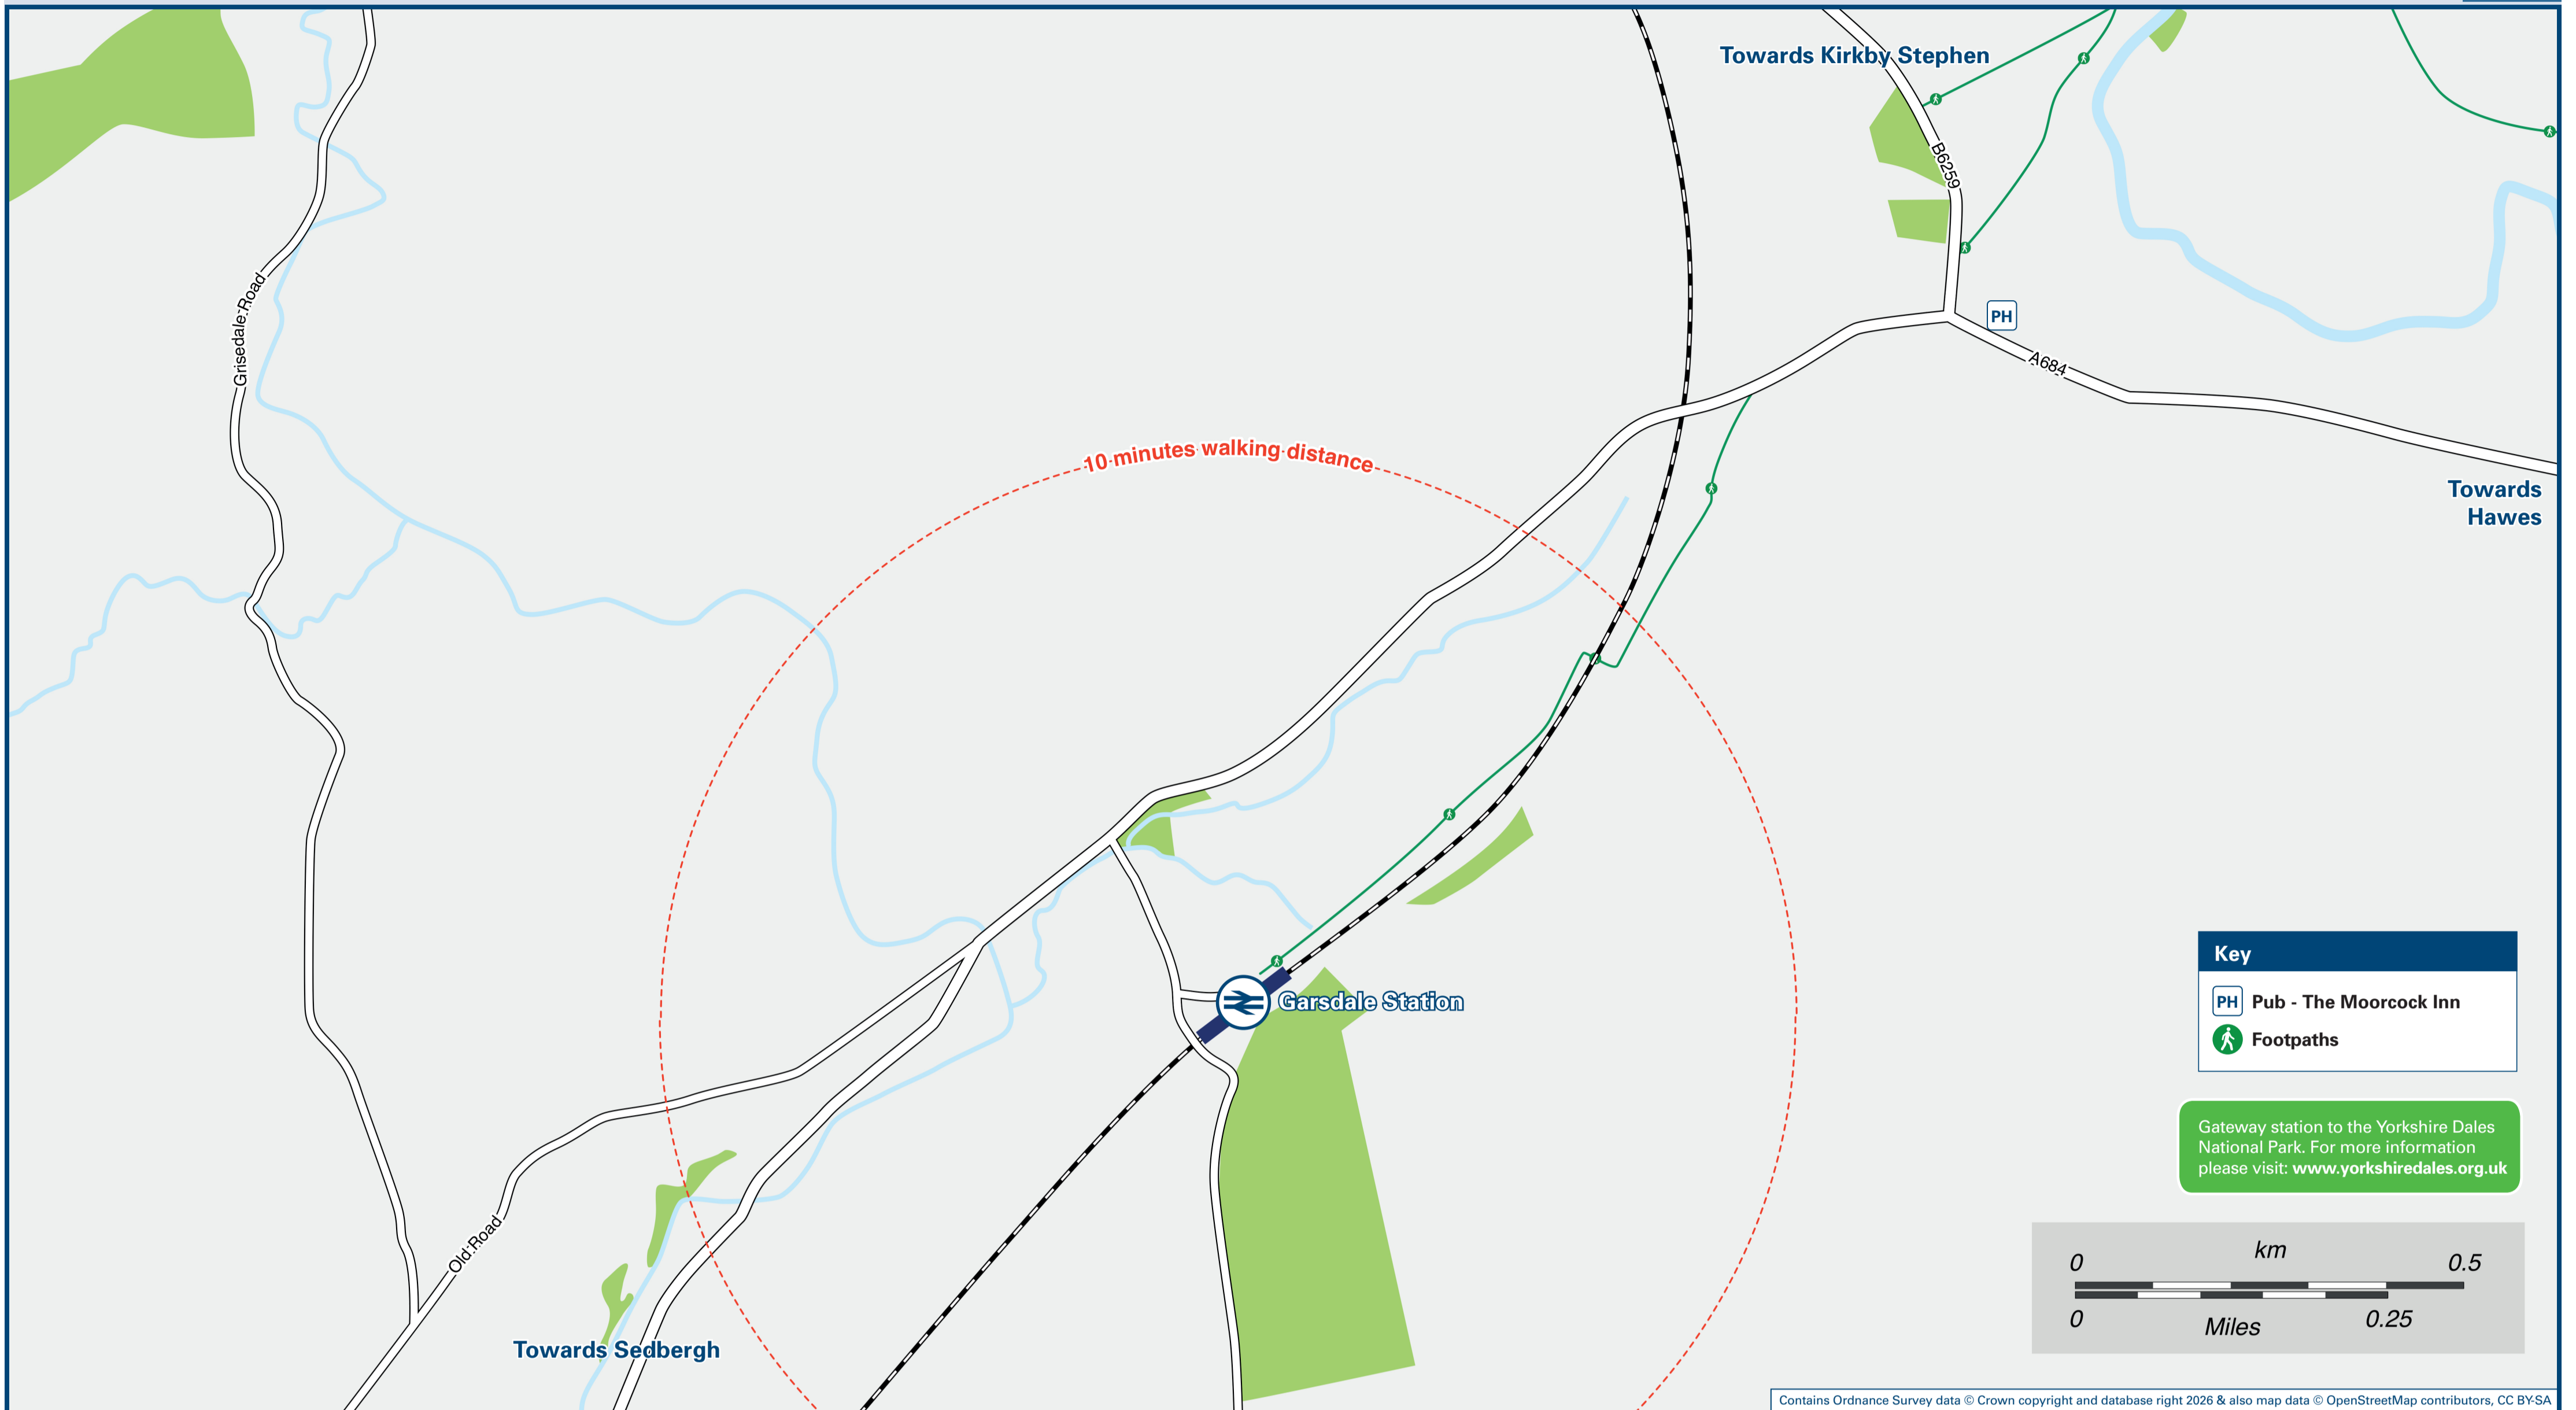 Towards Kirkby Stephen
B6259
Grisedale Road
PH
A684
10 minutes walking distance
Towards
Hawes
Garsdale Station
Key
PH Pub - The Moorcock Inn
Footpaths
Gateway station to the Yorkshire Dales
National Park. For more information
please visit: www.yorkshiredales.org.uk
Old Road
km
0 0.5
0 0.25
Miles
Towards Sedbergh
Contains Ordnance Survey data © Crown copyright and database right 2026 & also map data © OpenStreetMap contributors, CC BY-SA